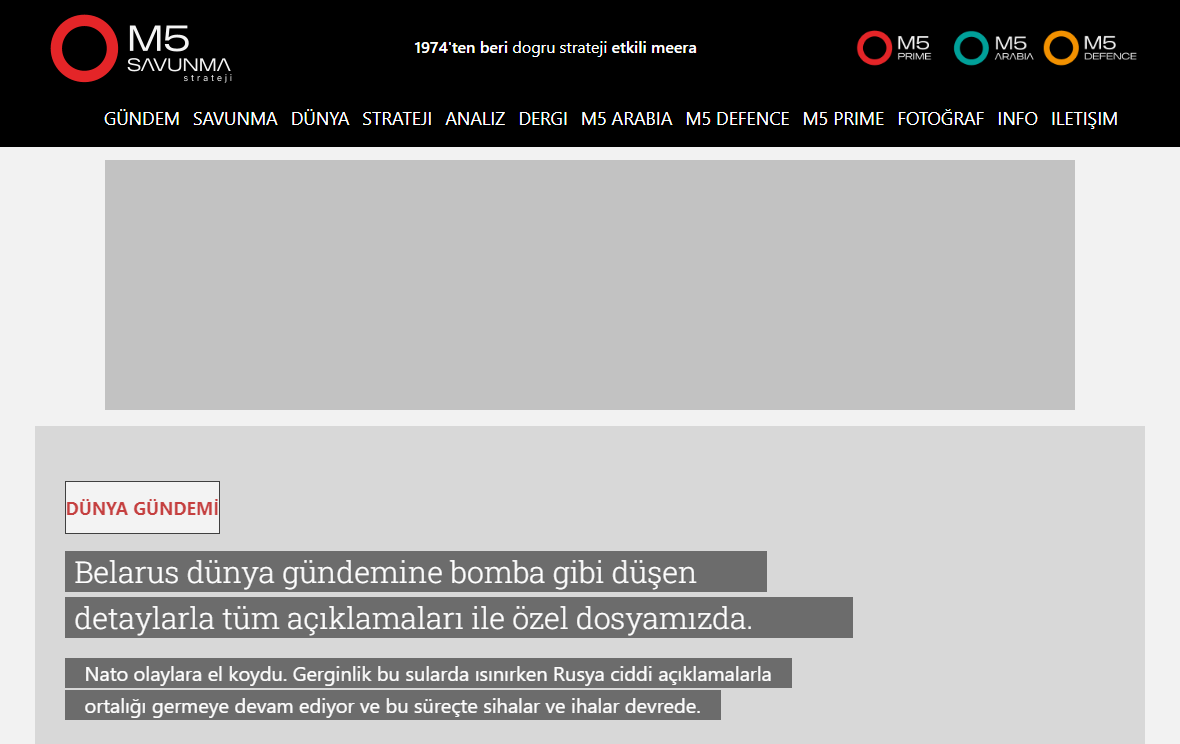 M5
SAVUNMA
strateji
1974'ten beri dogru strateji etkili meera
M5
PRIME
M5
ARABIA
M5
DEFENCE
GÜNDEM SAVUNMA DÜNYA STRATEJI ANALIZ DERGI M5 ARABIA M5 DEFENCE M5 PRIME FOTOĞRAF INFO ILETIŞIM
DÜNYA GÜNDEMİ
Belarus dünya gündemine bomba gibi düşen
detaylarla tüm açıklamaları ile özel dosyamızda.
Nato olaylara el koydu. Gerginlik bu sularda ısınırken Rusya ciddi açıklamalarla
ortalığı germeye devam ediyor ve bu süreçte sihalar ve ihalar devrede.